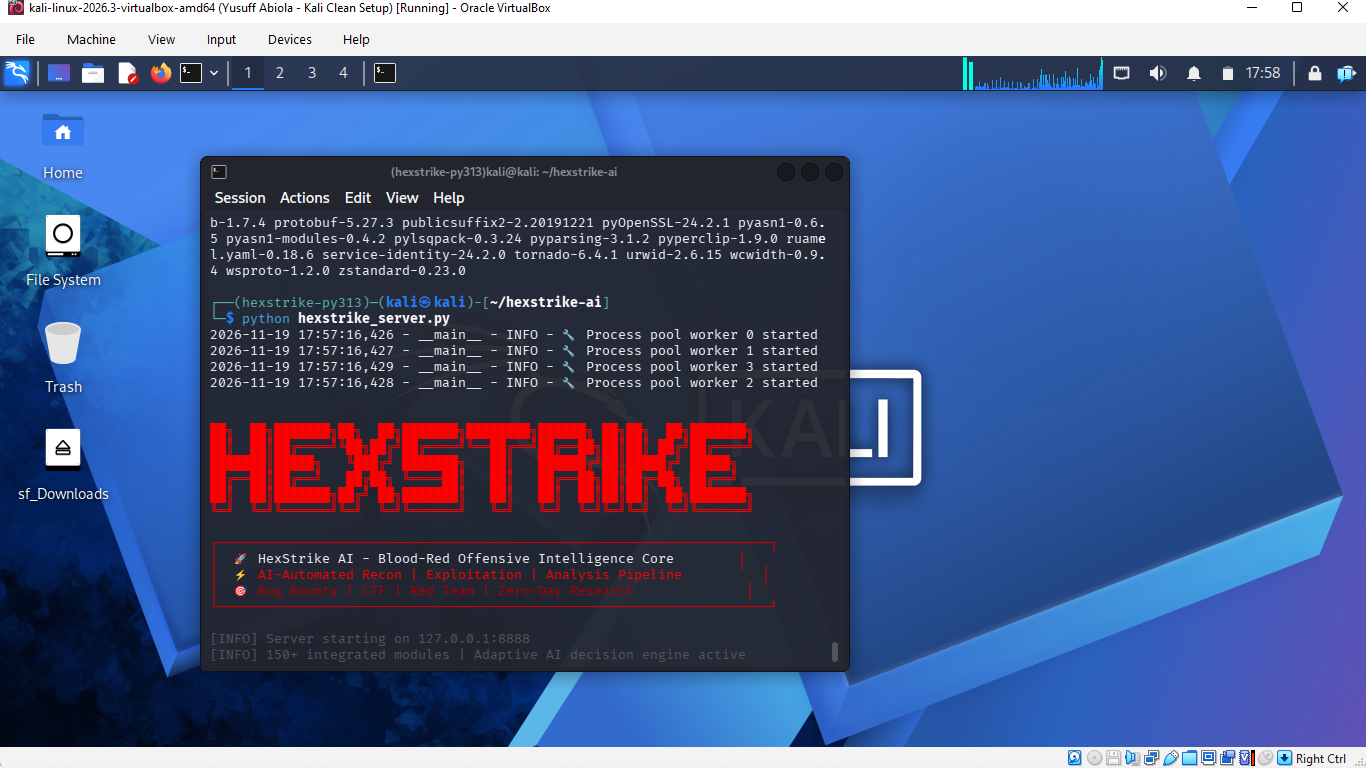 kali-linux-2026.3-virtualbox-amd64 (Yusuff Abiola - Kali Clean Setup) [Running] - Oracle VirtualBox
File Machine View Input Devices Help
1 2 3 4 17:58
Home
File System
Trash
sf_Downloads
(hexstrike-py313)kali@kali: ~/hexstrike-ai
Session Actions Edit View Help
b-1.7.4 protobuf-5.27.3 publicsuffix2-2.20191221 pyOpenSSL-24.2.1 pyasn1-0.6.
5 pyasn1-modules-0.4.2 pylsqpack-0.3.24 pyparsing-3.1.2 pyperclip-1.9.0 ruame
l.yaml-0.18.6 service-identity-24.2.0 tornado-6.4.1 urwid-2.6.15 wcwidth-0.9.
4 wsproto-1.2.0 zstandard-0.23.0
┌──(hexstrike-py313)─(kali㉿kali)-[~/hexstrike-ai]
└─$ python hexstrike_server.py
2026-11-19 17:57:16,426 - __main__ - INFO - 🔧 Process pool worker 0 started
2026-11-19 17:57:16,427 - __main__ - INFO - 🔧 Process pool worker 1 started
2026-11-19 17:57:16,429 - __main__ - INFO - 🔧 Process pool worker 3 started
2026-11-19 17:57:16,428 - __main__ - INFO - 🔧 Process pool worker 2 started
HEXSTRIKE
🚀 HexStrike AI - Blood-Red Offensive Intelligence Core
⚡ AI-Automated Recon | Exploitation | Analysis Pipeline
🎯 Bug Bounty | CTF | Red Team | Zero-Day Research
[INFO] Server starting on 127.0.0.1:8888
[INFO] 150+ integrated modules | Adaptive AI decision engine active
KALI
Right Ctrl